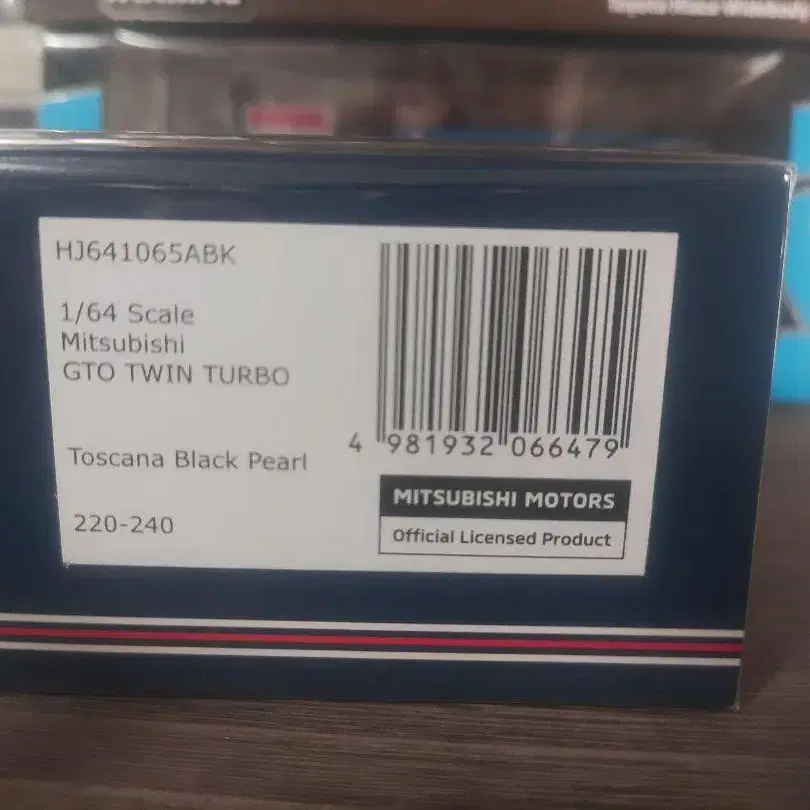 HJ641065ABK
1/64 Scale
Mitsubishi
GTO TWIN TURBO
Toscana Black Pearl
220-240
4 981932 066479
MITSUBISHI MOTORS
Official Licensed Product